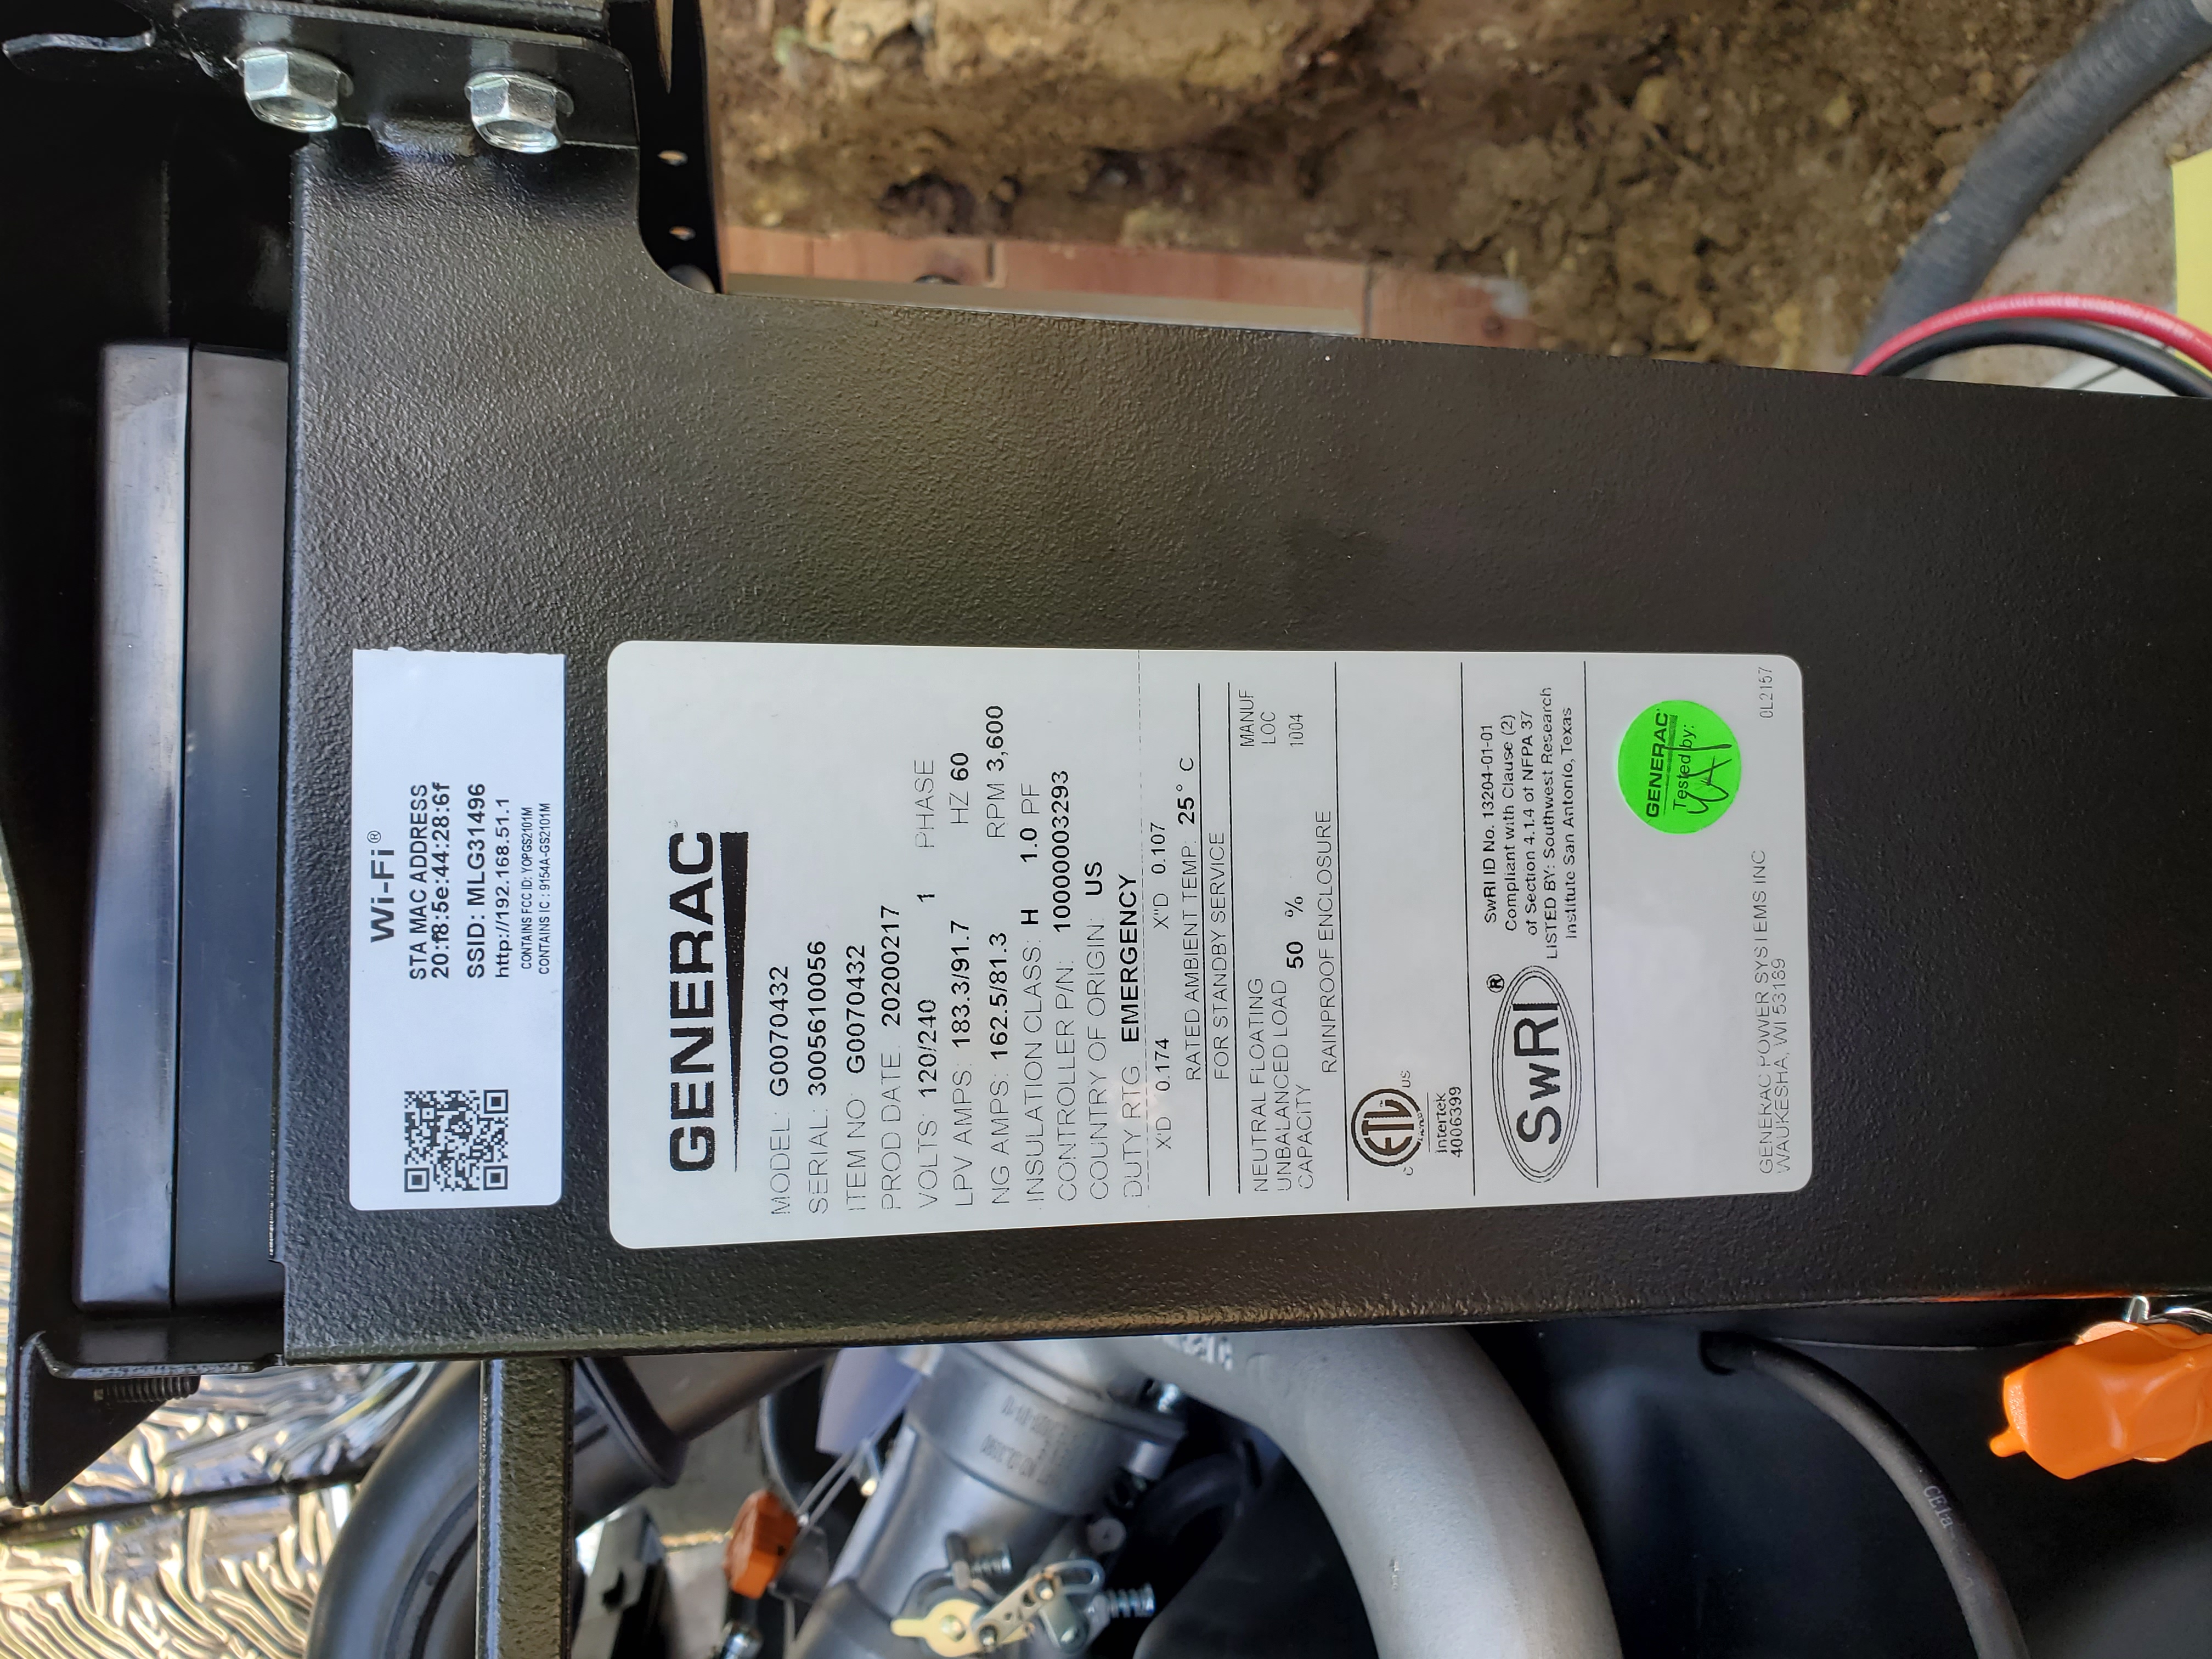 Wi-Fi®
STA MAC ADDRESS
20:f8:5e:44:28:6f
SSID: MLG31496
http://192.168.51.1
CONTAINS FCC ID: YOPGS2101M
CONTAINS IC : 9154A-GS2101M
GENERAC
MODEL: G0070432
SERIAL: 3005610056
ITEM NO: G0070432
PROD DATE: 20200217
VOLTS: 120/240 1 PHASE
LPV AMPS: 183.3/91.7 HZ 60
NG AMPS: 162.5/81.3 RPM 3,600
INSULATION CLASS: H 1.0 PF
CONTROLLER P/N: 10000003293
COUNTRY OF ORIGIN: US
DUTY RTG EMERGENCY
X'D 0.174 X"D 0.107
RATED AMBIENT TEMP: 25° C
FOR STANDBY SERVICE
NEUTRAL FLOATING
UNBALANCED LOAD
CAPACITY 50 %
MANUF
LOC
1004
RAINPROOF ENCLOSURE
C ETL US
LISTED
Intertek
4006399
SwRI®
SwRI ID No. 13204-01-01
Compliant with Clause (2)
of Section 4.1.4 of NFPA 37
LISTED BY: Southwest Research
Institute San Antonio, Texas
GENERAC
Tested by:
GENERAC POWER SYSTEMS INC
WAUKESHA, WI 53189
0L2157
CE1a